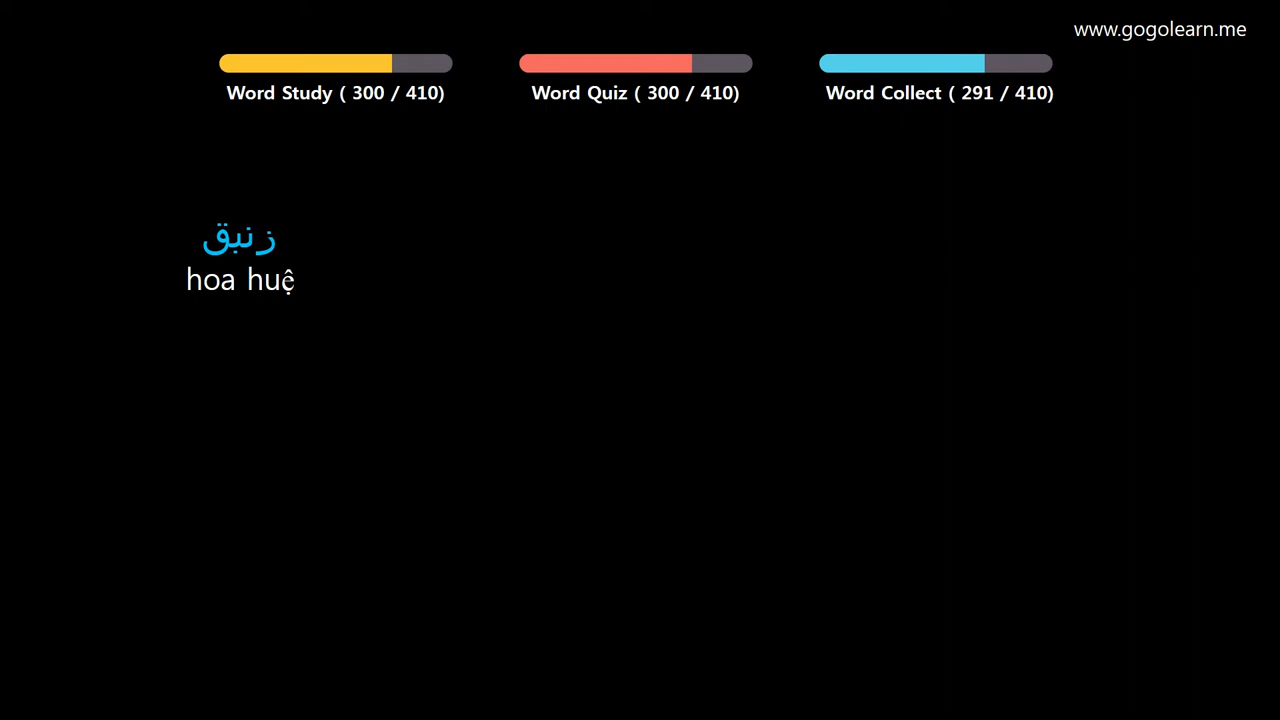 www.gogolearn.me
Word Study ( 300 / 410)
Word Quiz ( 300 / 410)
Word Collect ( 291 / 410)
زنبق
hoa huệ